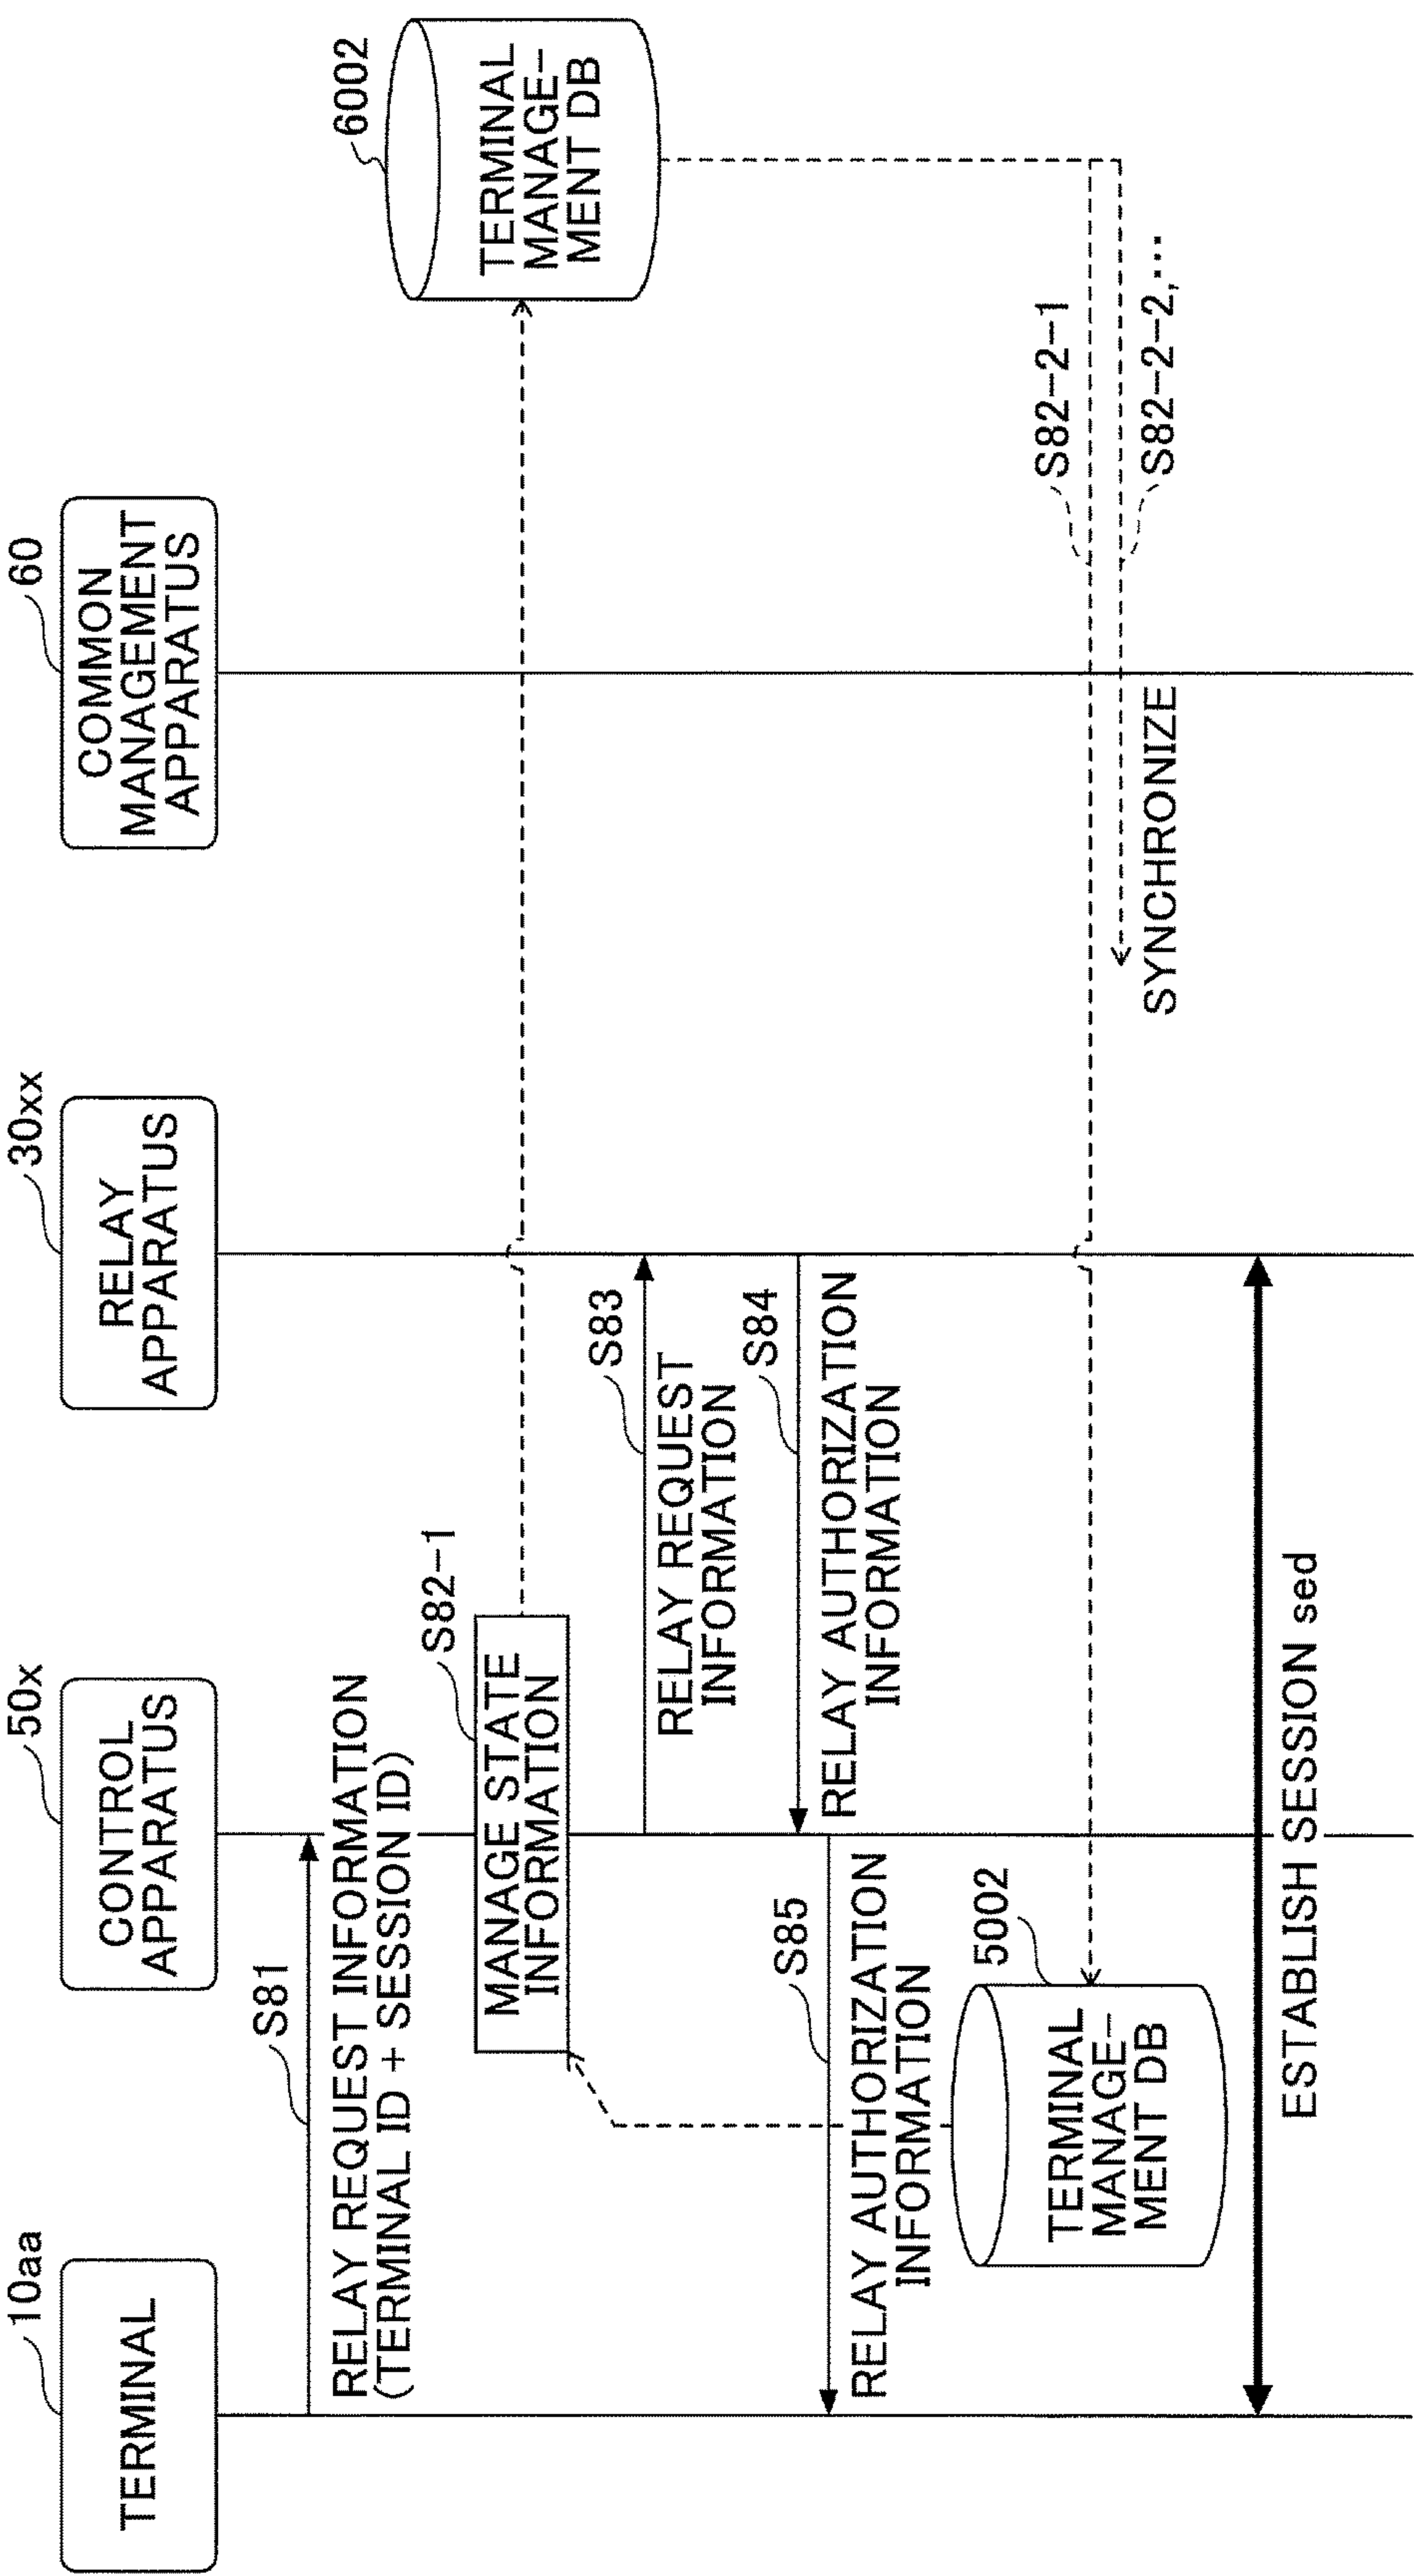 10aa
TERMINAL
50x
CONTROL
APPARATUS
30xx
RELAY
APPARATUS
60
COMMON
MANAGEMENT
APPARATUS
S81
RELAY REQUEST INFORMATION
(TERMINAL ID + SESSION ID)
6002
TERMINAL
MANAGE-
MENT DB
S82-1
MANAGE STATE
INFORMATION
S83
RELAY REQUEST
INFORMATION
S84
RELAY AUTHORIZATION
INFORMATION
S85
RELAY AUTHORIZATION
INFORMATION
5002
TERMINAL
MANAGE-
MENT DB
S82-2-1
S82-2-2,...
SYNCHRONIZE
ESTABLISH SESSION sed